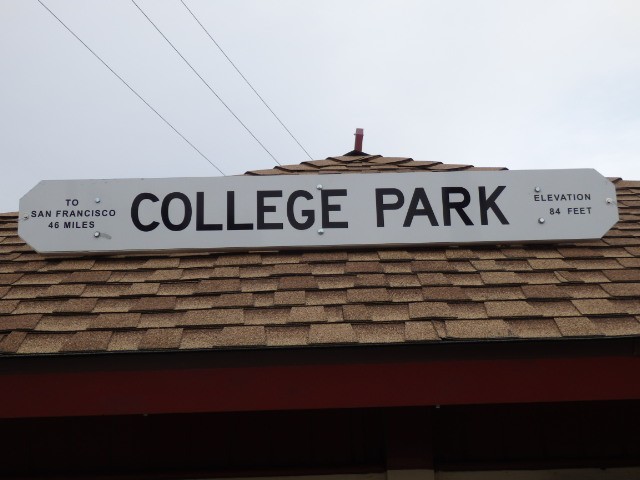 TO
SAN FRANCISCO
46 MILES
COLLEGE PARK
ELEVATION
84 FEET